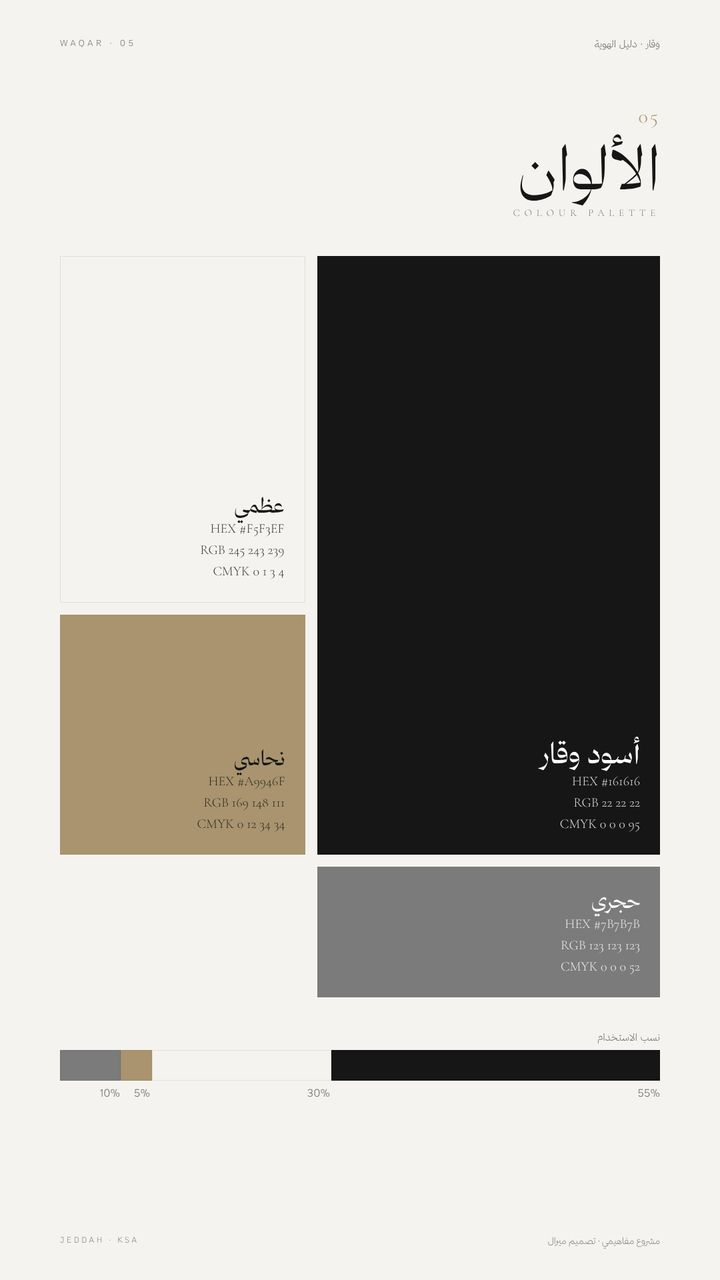 وقار · دليل الهوية
WAQAR · 05
05
الألوان
COLOUR PALETTE
أسود وقار
HEX #161616
RGB 22 22 22
CMYK 0 0 0 95
عظمي
HEX #F5F3EF
RGB 245 243 239
CMYK 0 1 3 4
نحاسي
HEX #A9946F
RGB 169 148 111
CMYK 0 12 34 34
حجري
HEX #7B7B7B
RGB 123 123 123
CMYK 0 0 0 52
نسب الاستخدام
55%
30%
5%
10%
مشروع مفاهيمي · تصميم ميرال
JEDDAH · KSA